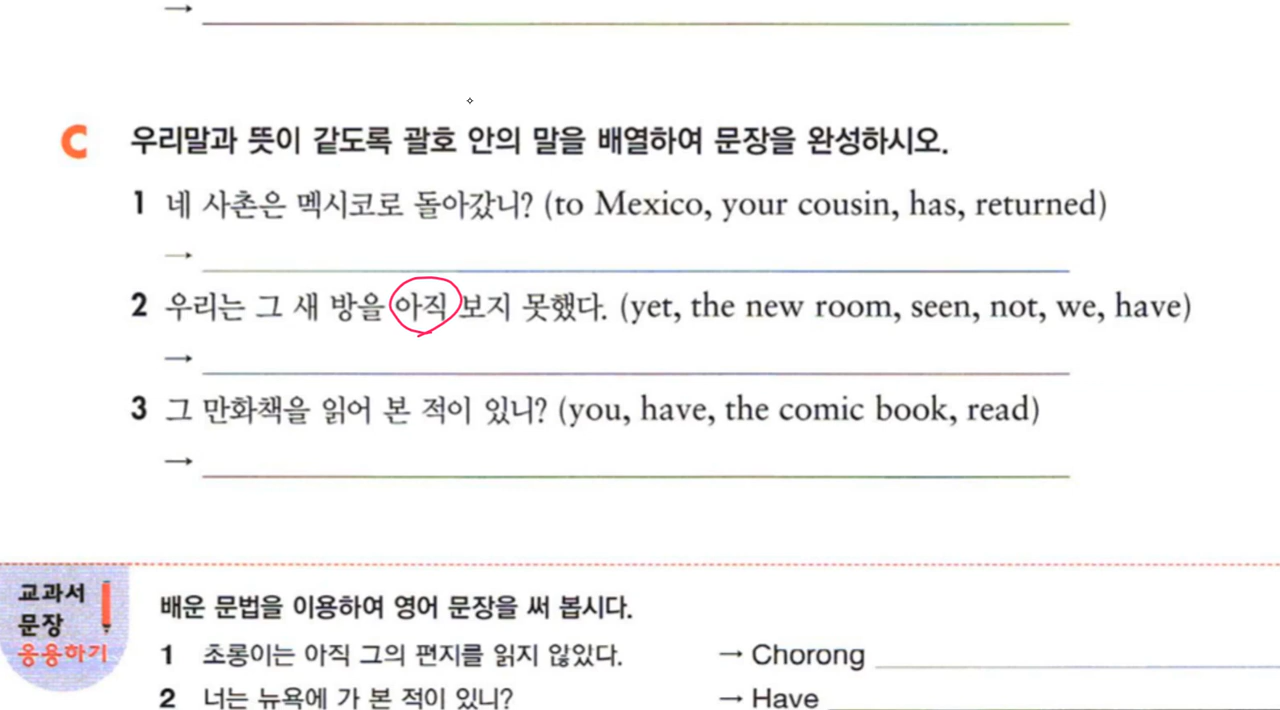 →
C 우리말과 뜻이 같도록 괄호 안의 말을 배열하여 문장을 완성하시오.
1 네 사촌은 멕시코로 돌아갔니? (to Mexico, your cousin, has, returned)
→
2 우리는 그 새 방을 아직 보지 못했다. (yet, the new room, seen, not, we, have)
→
3 그 만화책을 읽어 본 적이 있니? (you, have, the comic book, read)
→
교과서
문장
응용하기
배운 문법을 이용하여 영어 문장을 써 봅시다.
1 초롱이는 아직 그의 편지를 읽지 않았다. → Chorong
2 너는 뉴욕에 가 본 적이 있니? → Have